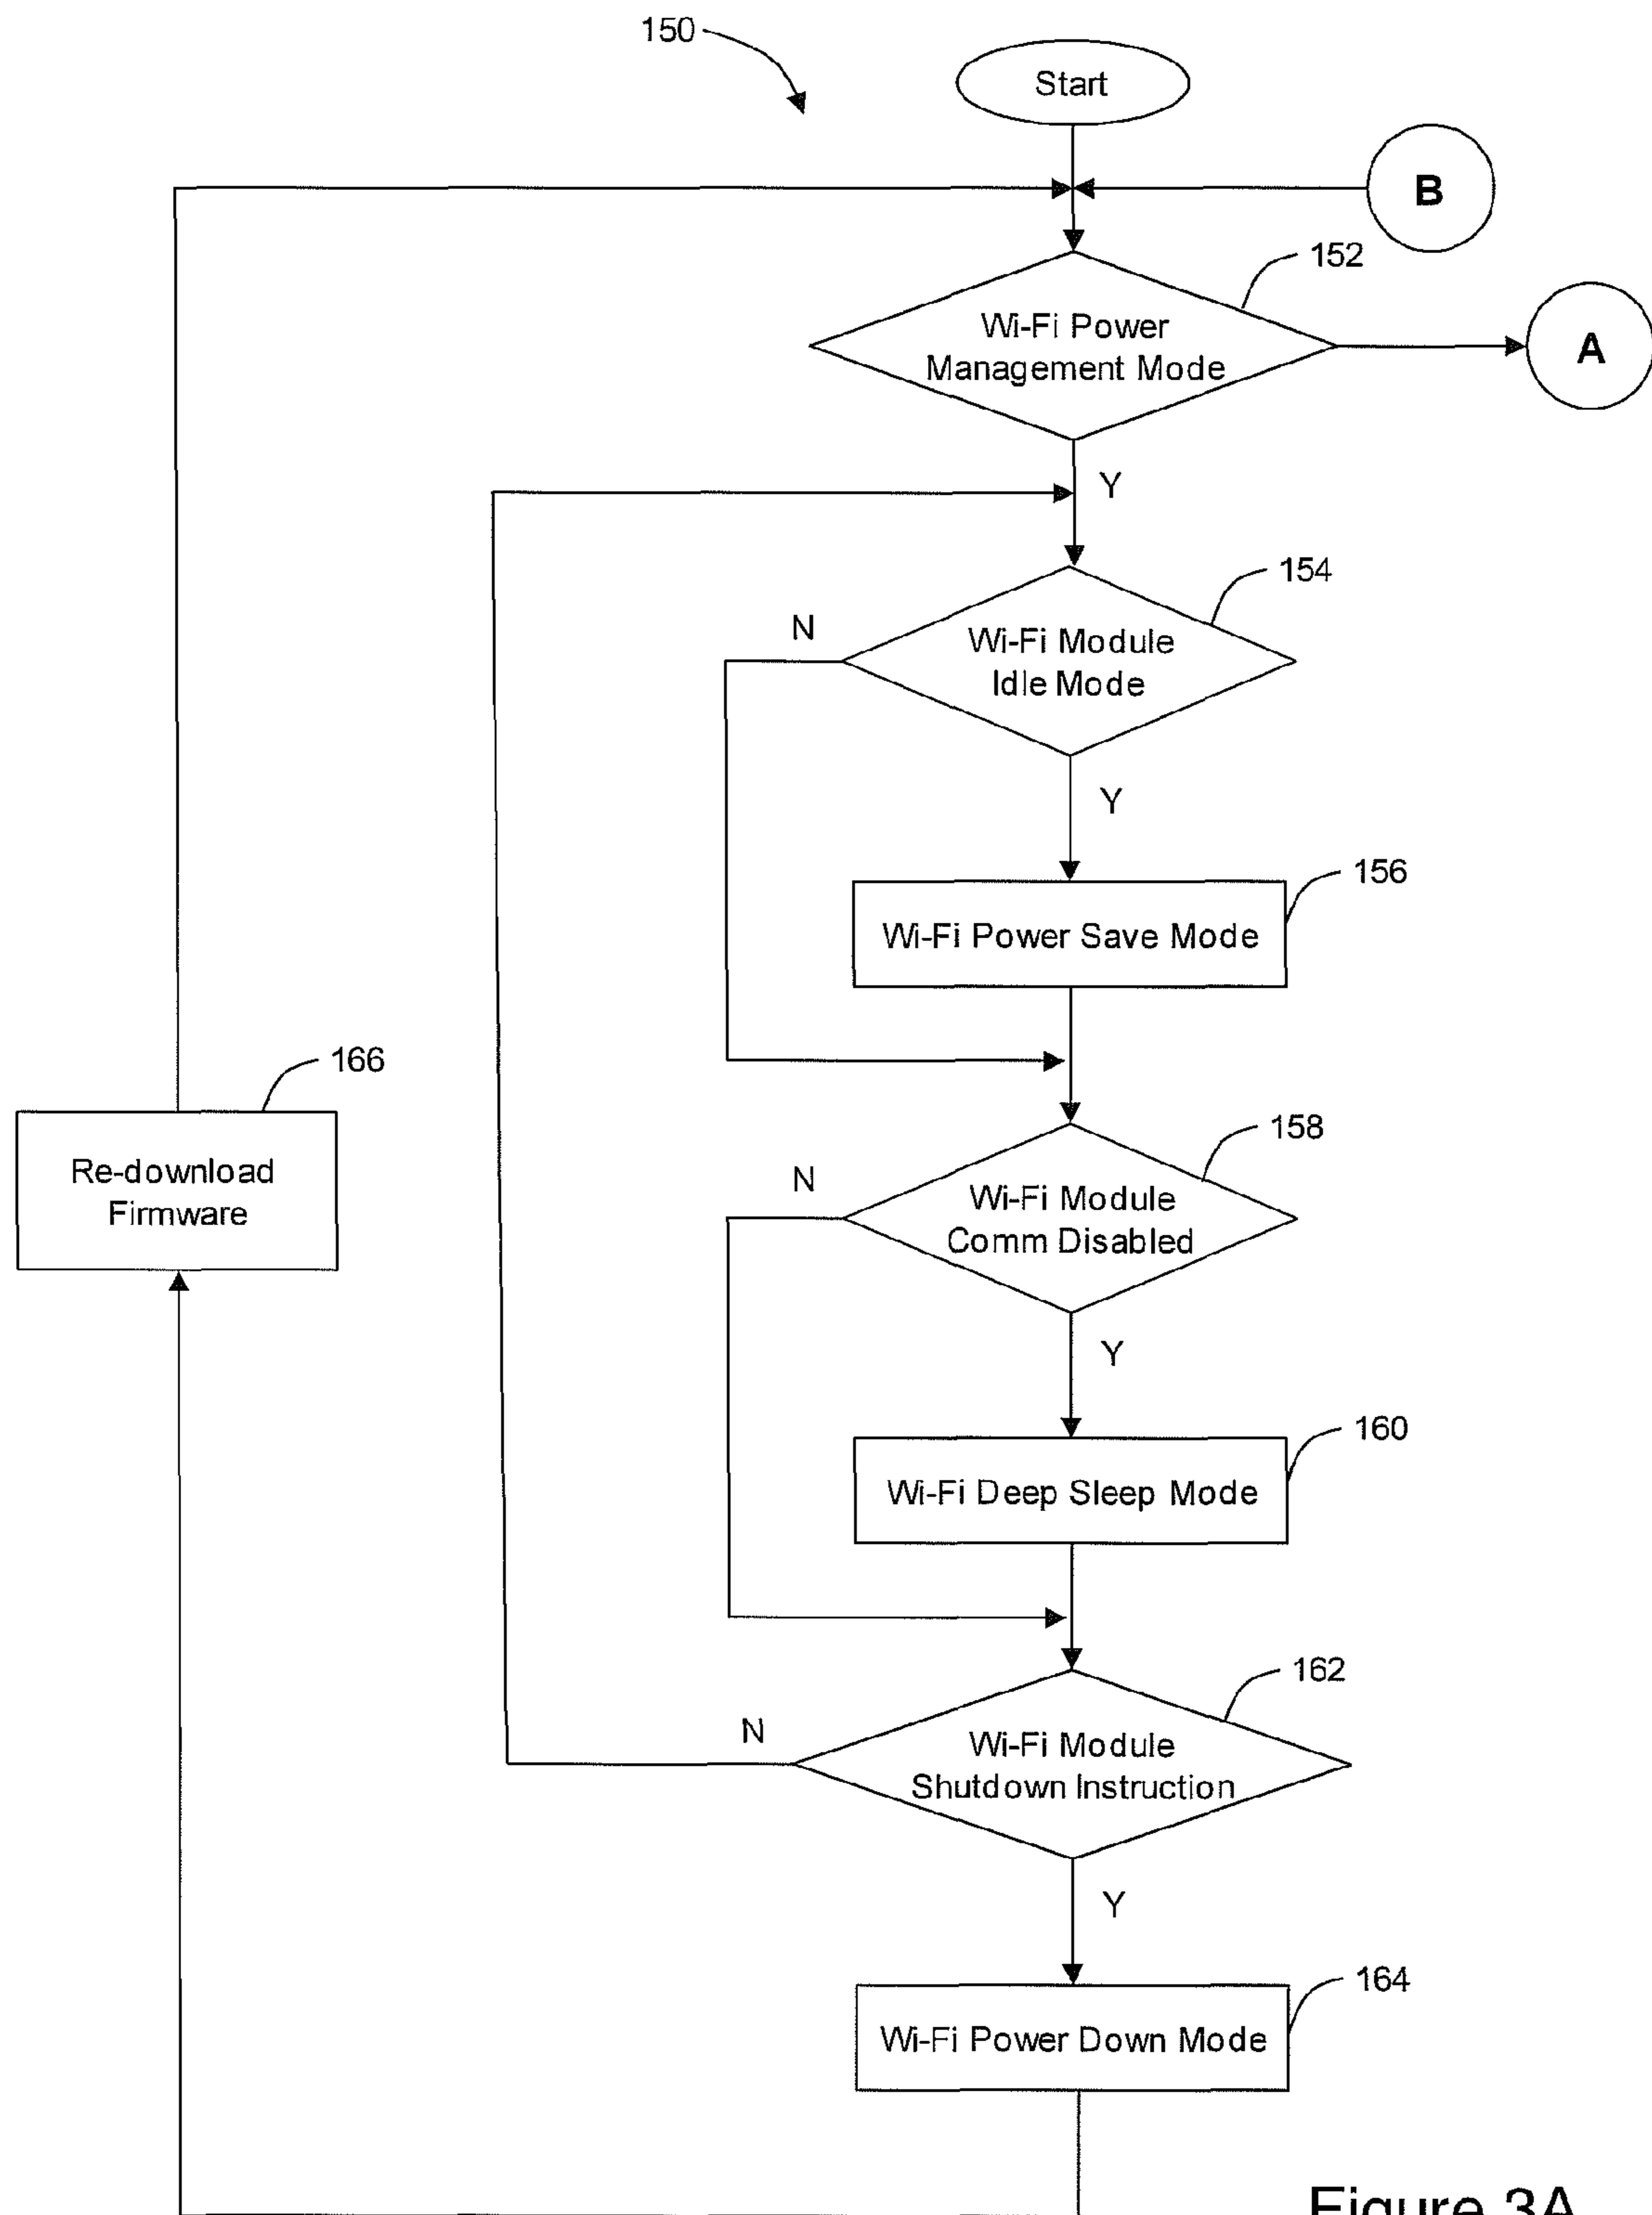 150
Start
B
152
Wi-Fi Power
Management Mode
A
Y
154
N
Wi-Fi Module
Idle Mode
Y
156
Wi-Fi Power Save Mode
166
Re-download
Firmware
158
N
Wi-Fi Module
Comm Disabled
Y
160
Wi-Fi Deep Sleep Mode
162
N
Wi-Fi Module
Shutdown Instruction
Y
164
Wi-Fi Power Down Mode
Figure 3A